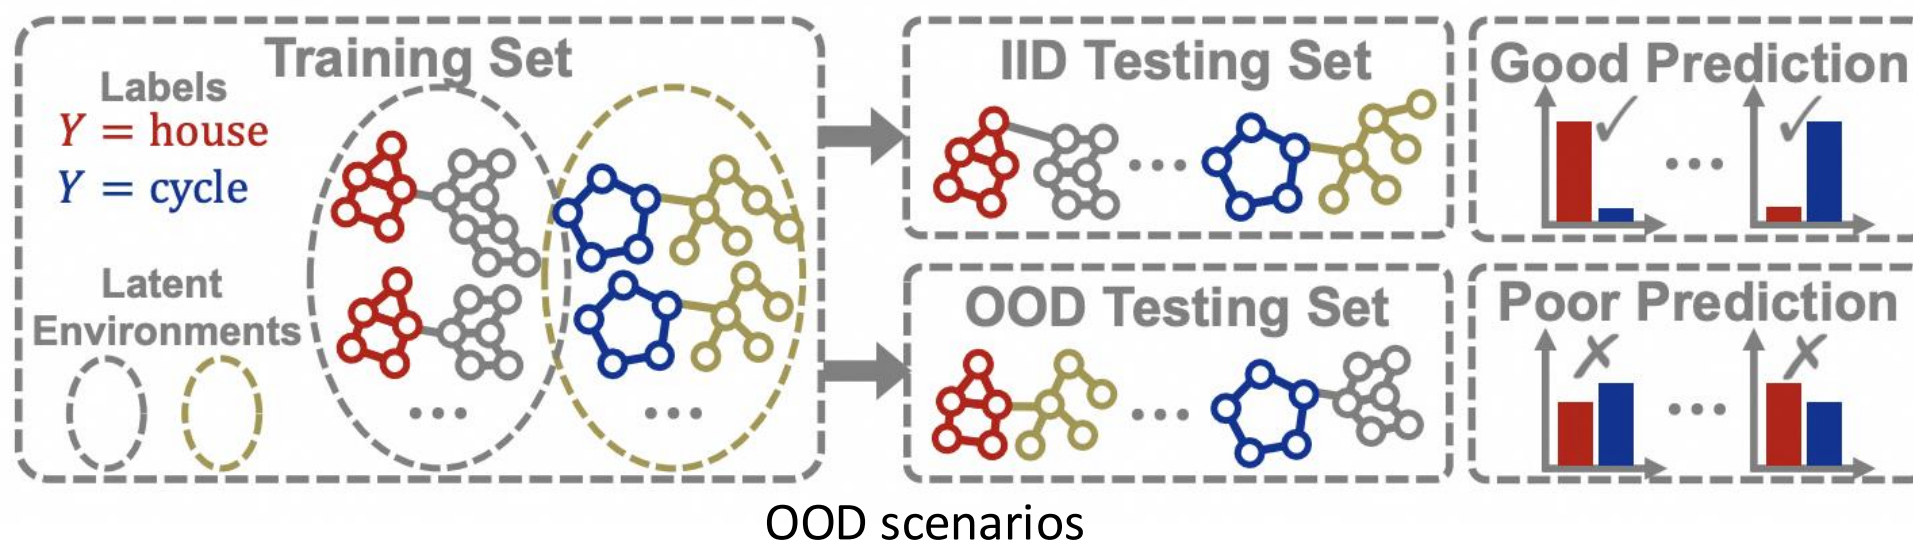 Training Set
Labels
Y = house
Y = cycle
Latent
Environments
...
...
IID Testing Set
...
Good Prediction
✓
...
✓
OOD Testing Set
...
Poor Prediction
✗
...
✗
OOD scenarios